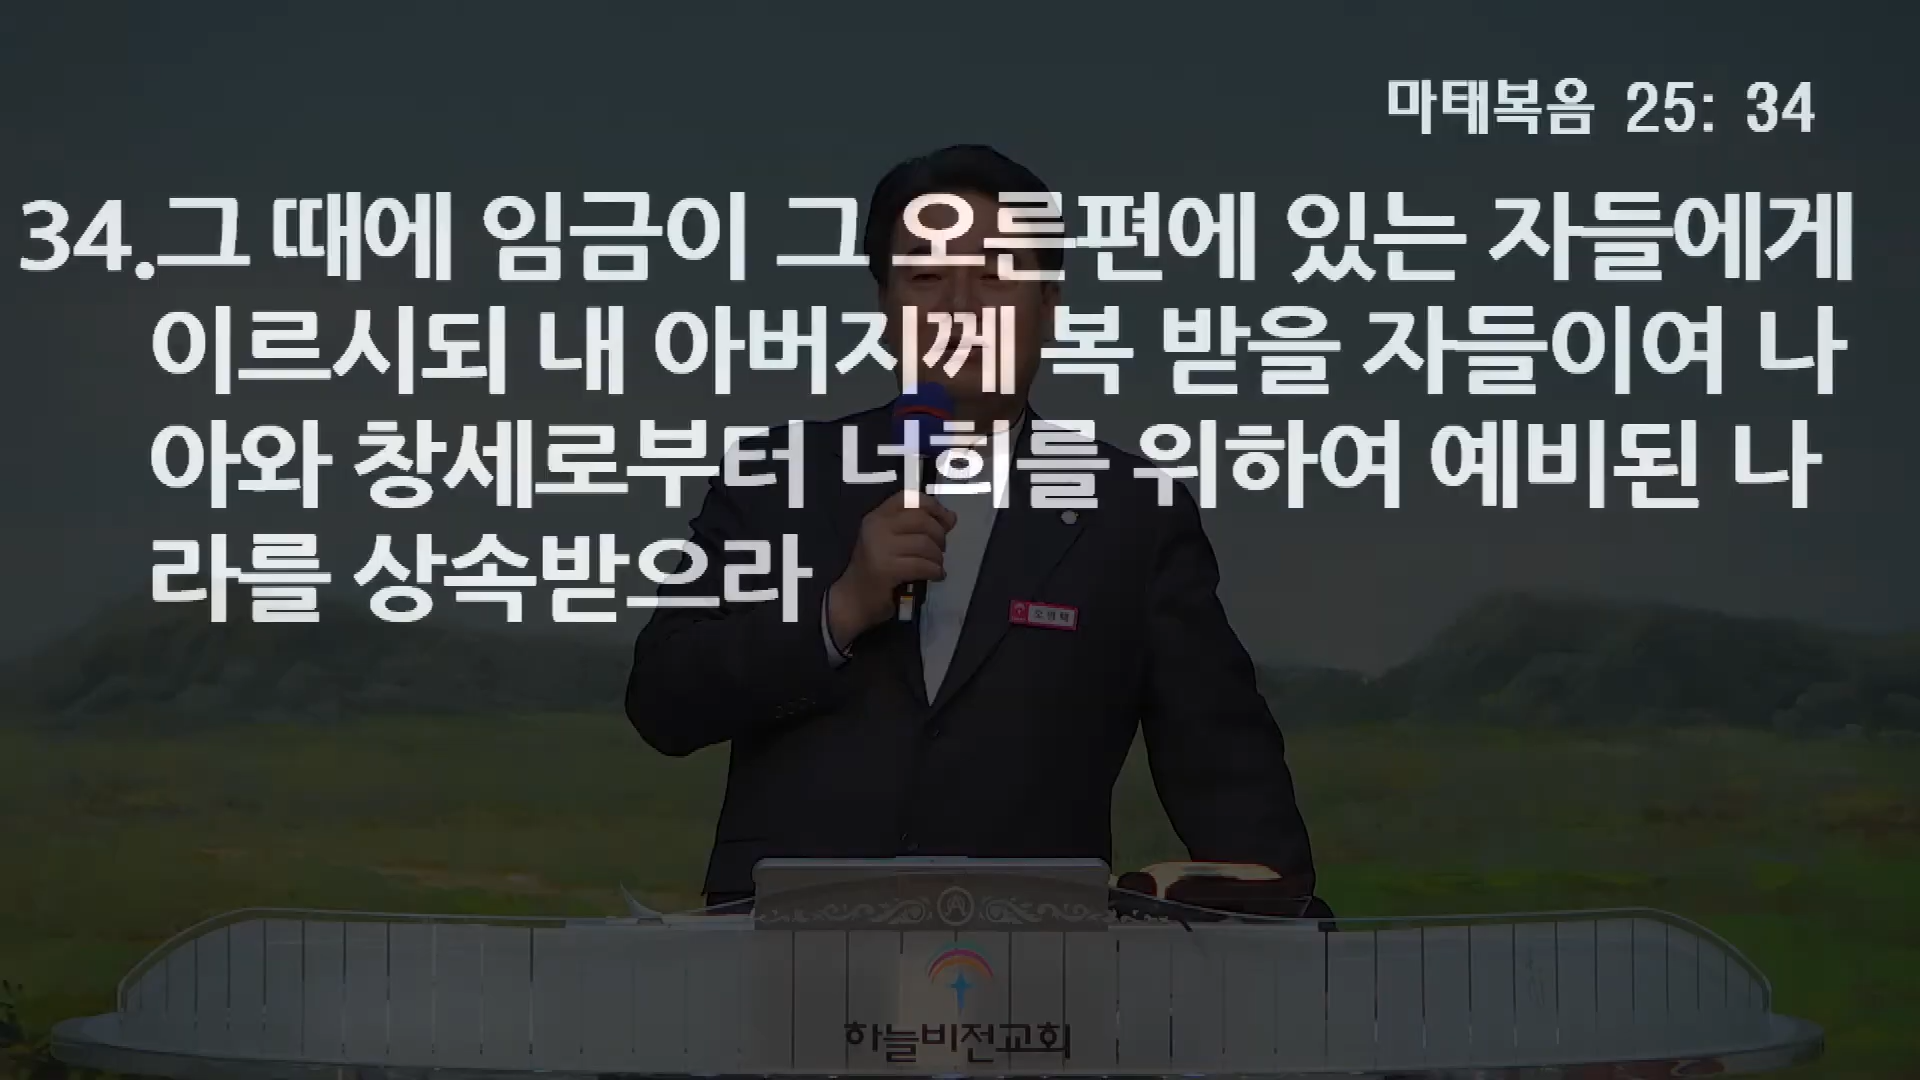 마태복음 25: 34
34.그 때에 임금이 그 오른편에 있는 자들에게
이르시되 내 아버지께 복 받을 자들이여 나
아와 창세로부터 너희를 위하여 예비된 나
라를 상속받으라
하늘비전교회